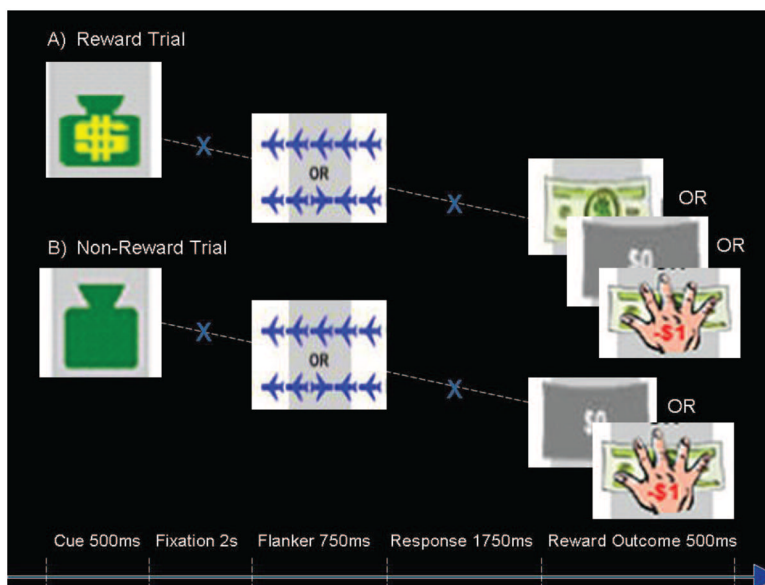 A) Reward Trial
$
X
OR
X
OR
$0
OR
-$1
B) Non-Reward Trial
X
OR
X
$0
OR
-$1
Cue 500ms Fixation 2s Flanker 750ms Response 1750ms Reward Outcome 500ms